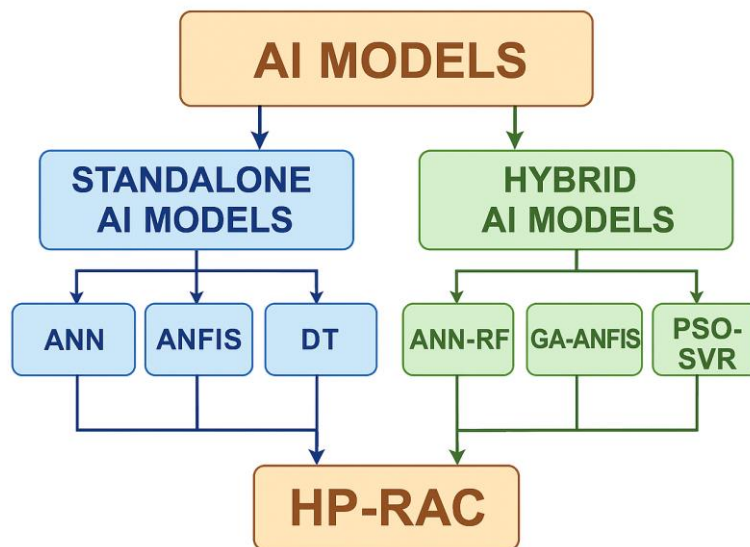 AI MODELS
STANDALONE
AI MODELS
HYBRID
AI MODELS
ANN
ANFIS
DT
ANN-RF
GA-ANFIS
PSO-
SVR
HP-RAC